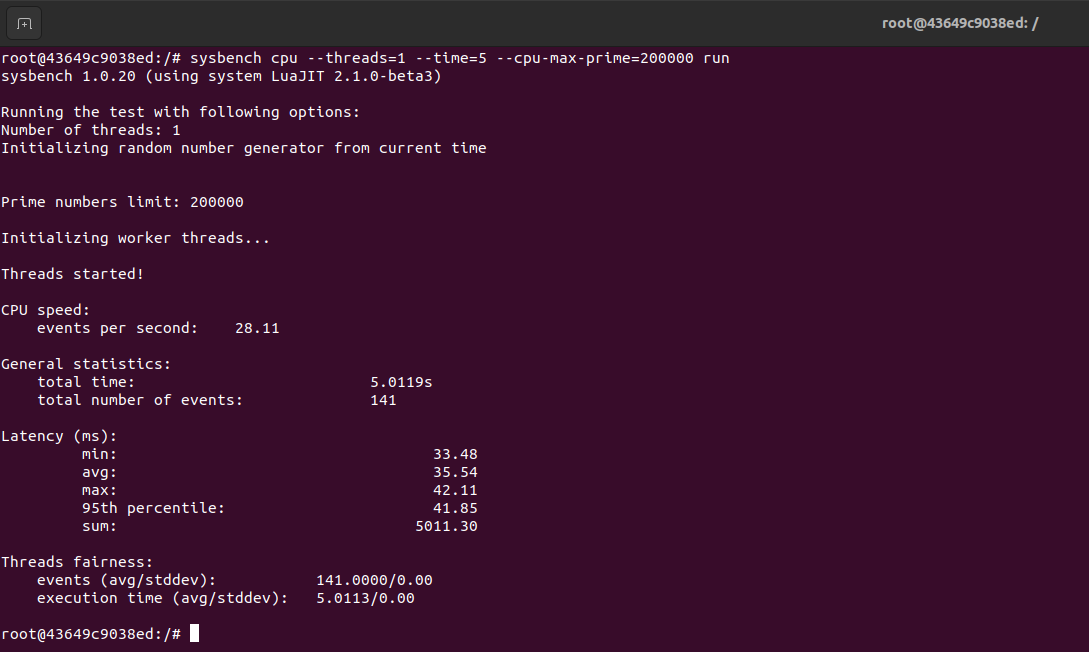 root@43649c9038ed: /
root@43649c9038ed:/# sysbench cpu --threads=1 --time=5 --cpu-max-prime=200000 run
sysbench 1.0.20 (using system LuaJIT 2.1.0-beta3)
Running the test with following options:
Number of threads: 1
Initializing random number generator from current time
Prime numbers limit: 200000
Initializing worker threads...
Threads started!
CPU speed:
events per second: 28.11
General statistics:
total time: 5.0119s
total number of events: 141
Latency (ms):
min: 33.48
avg: 35.54
max: 42.11
95th percentile: 41.85
sum: 5011.30
Threads fairness:
events (avg/stddev): 141.0000/0.00
execution time (avg/stddev): 5.0113/0.00
root@43649c9038ed:/#